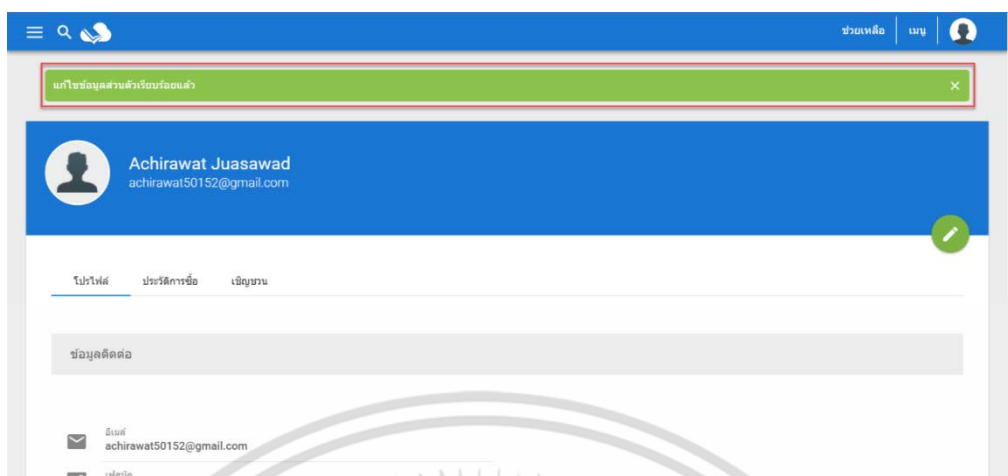 ช่วยเหลือ เมนู
แก้ไขข้อมูลส่วนตัวเรียบร้อยแล้ว
Achirawat Juasawad
achirawat50152@gmail.com
โปรไฟล์ ประวัติการซื้อ เชิญชวน
ข้อมูลติดต่อ
อีเมล์
achirawat50152@gmail.com